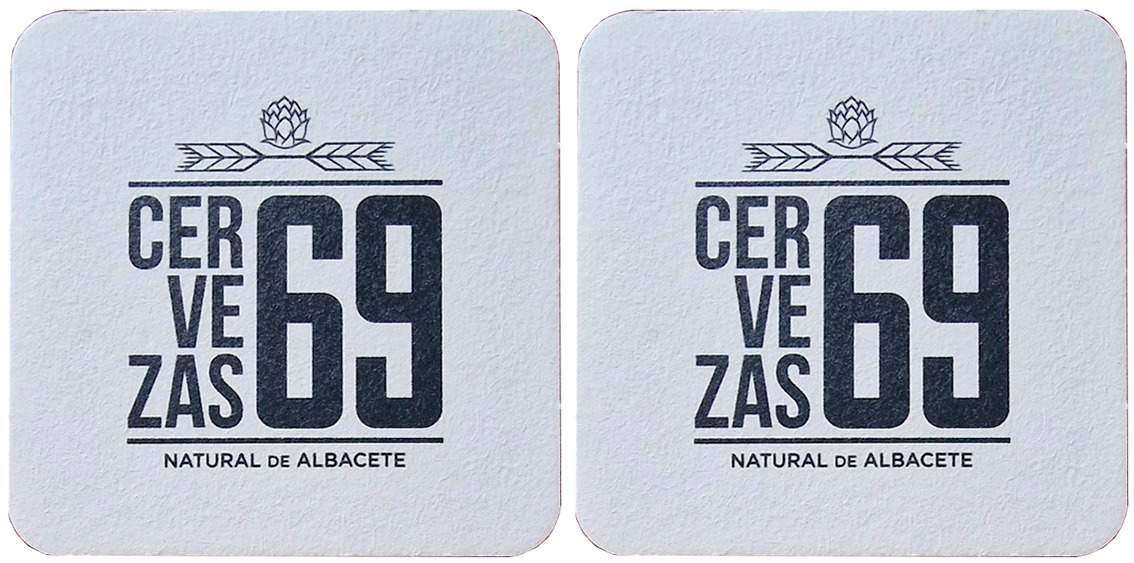 CER
VE
ZAS
69
NATURAL DE ALBACETE
CER
VE
ZAS
69
NATURAL DE ALBACETE